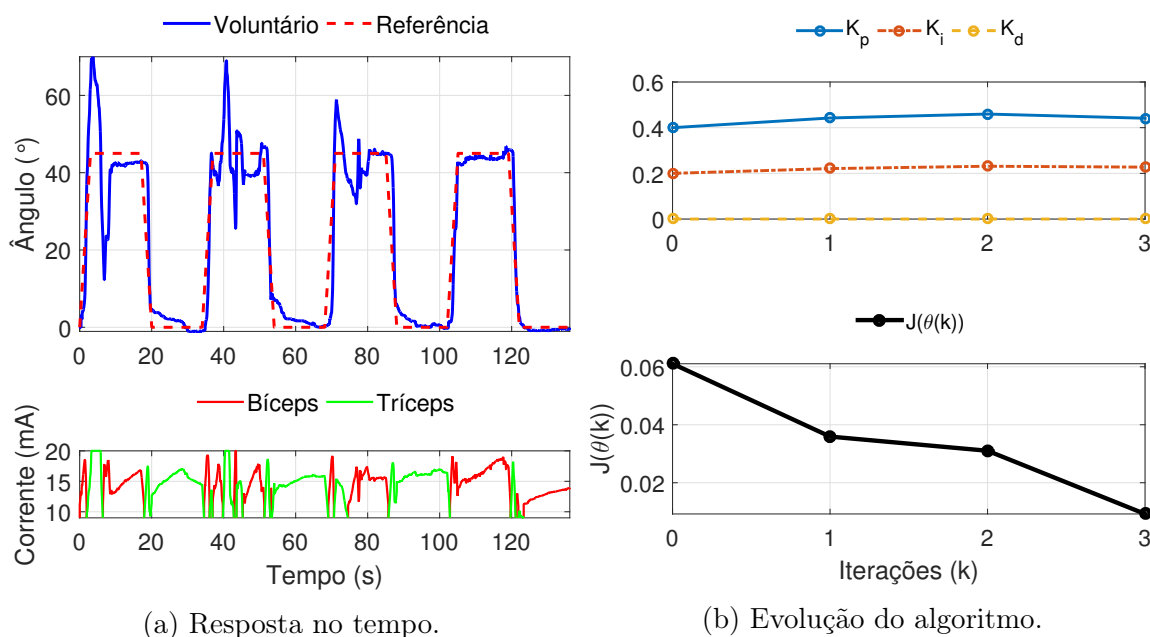 Voluntário Referência
Ângulo (°)
60
40
20
0
0 20 40 60 80 100 120
Bíceps Tríceps
Corrente (mA)
20
15
10
0 20 40 60 80 100 120
Tempo (s)
(a) Resposta no tempo.
K_p K_i K_d
0.6
0.4
0.2
0
0 1 2 3
J(θ(k))
J(θ(k))
0.06
0.04
0.02
0 1 2 3
Iterações (k)
(b) Evolução do algoritmo.